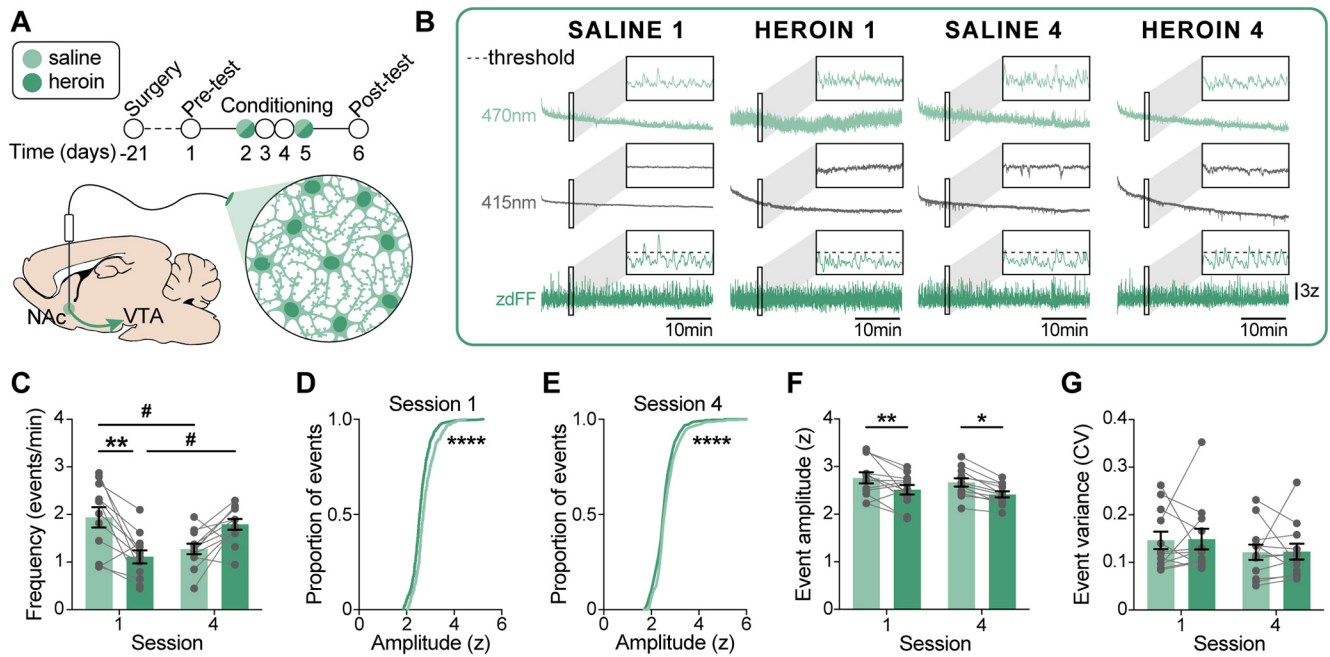 A
saline
heroin
Surgery
Pre-test
Conditioning
Post-test
Time (days) -21 1 2 3 4 5 6
NAc
VTA
B
SALINE 1 HEROIN 1 SALINE 4 HEROIN 4
---threshold
470nm
415nm
zdFF
3z
10min 10min 10min 10min
C
Frequency (events/min)
4
3
2
1
0
#
** #
1 4
Session
D
Session 1
Proportion of events
1.0
0.5
0
****
0 2 4 6
Amplitude (z)
E
Session 4
Proportion of events
1.0
0.5
0
****
0 2 4 6
Amplitude (z)
F
Event amplitude (z)
4
3
2
1
0
** *
1 4
Session
G
Event variance (CV)
0.4
0.3
0.2
0.1
0
1 4
Session